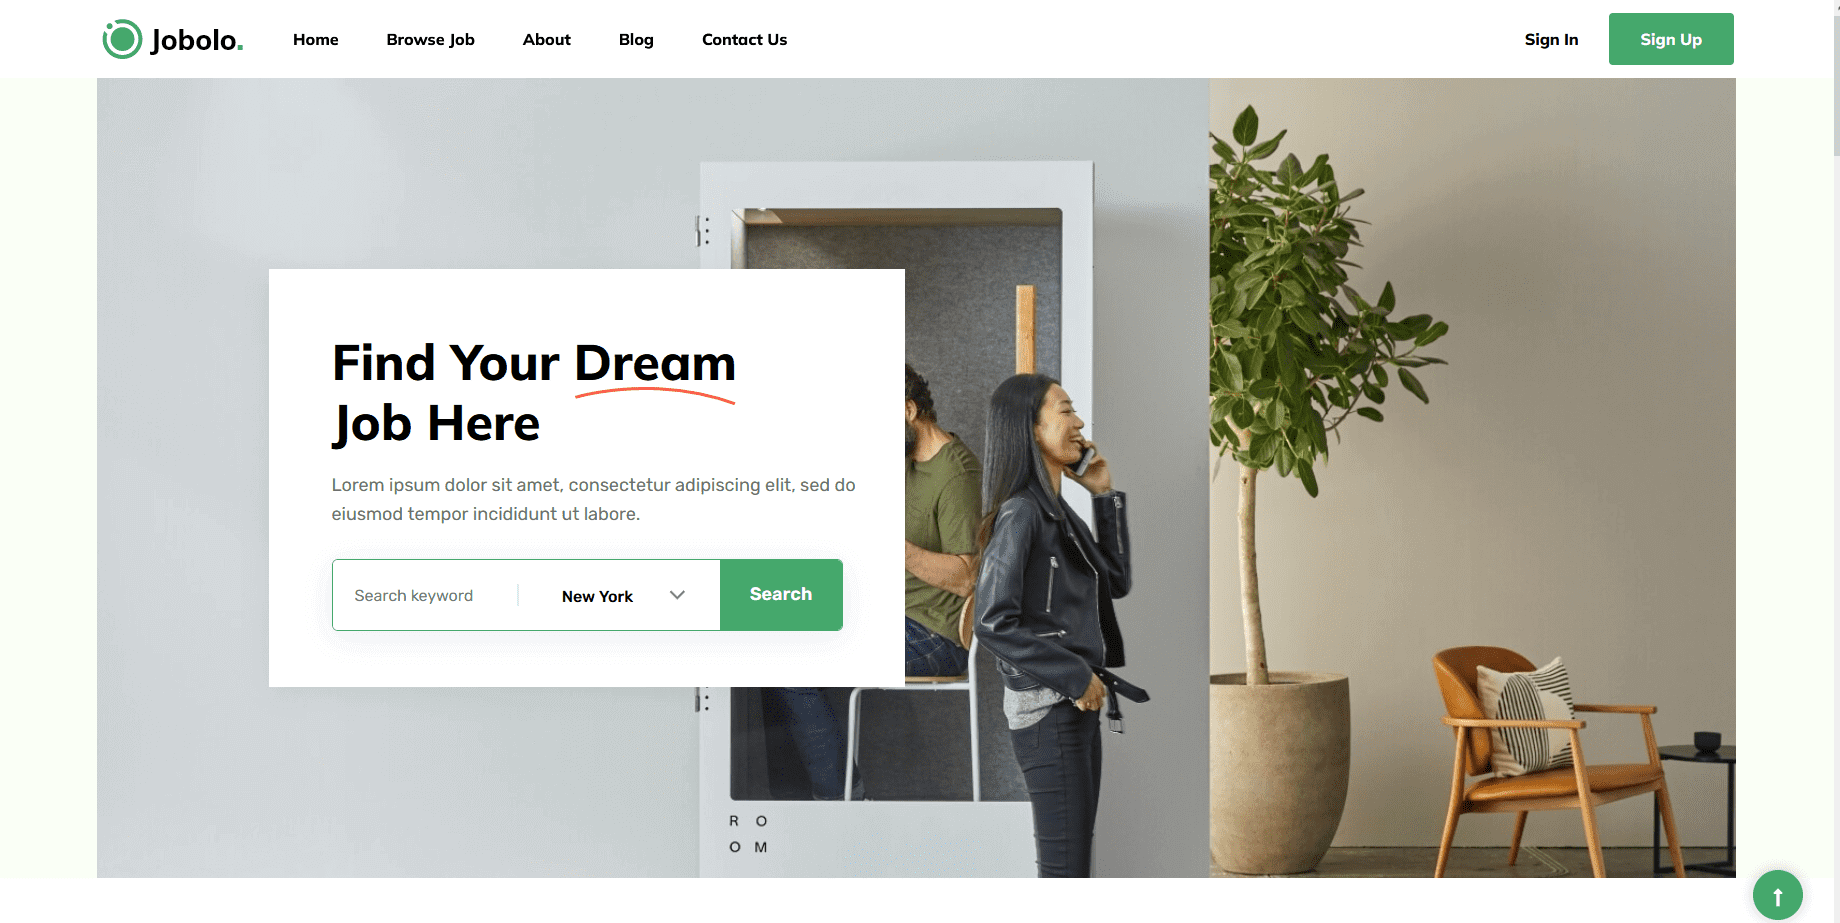 Jobolo. Home Browse Job About Blog Contact Us Sign In Sign Up
Find Your Dream
Job Here
Lorem ipsum dolor sit amet, consectetur adipiscing elit, sed do
eiusmod tempor incididunt ut labore.
Search keyword New York Search
R O
O M